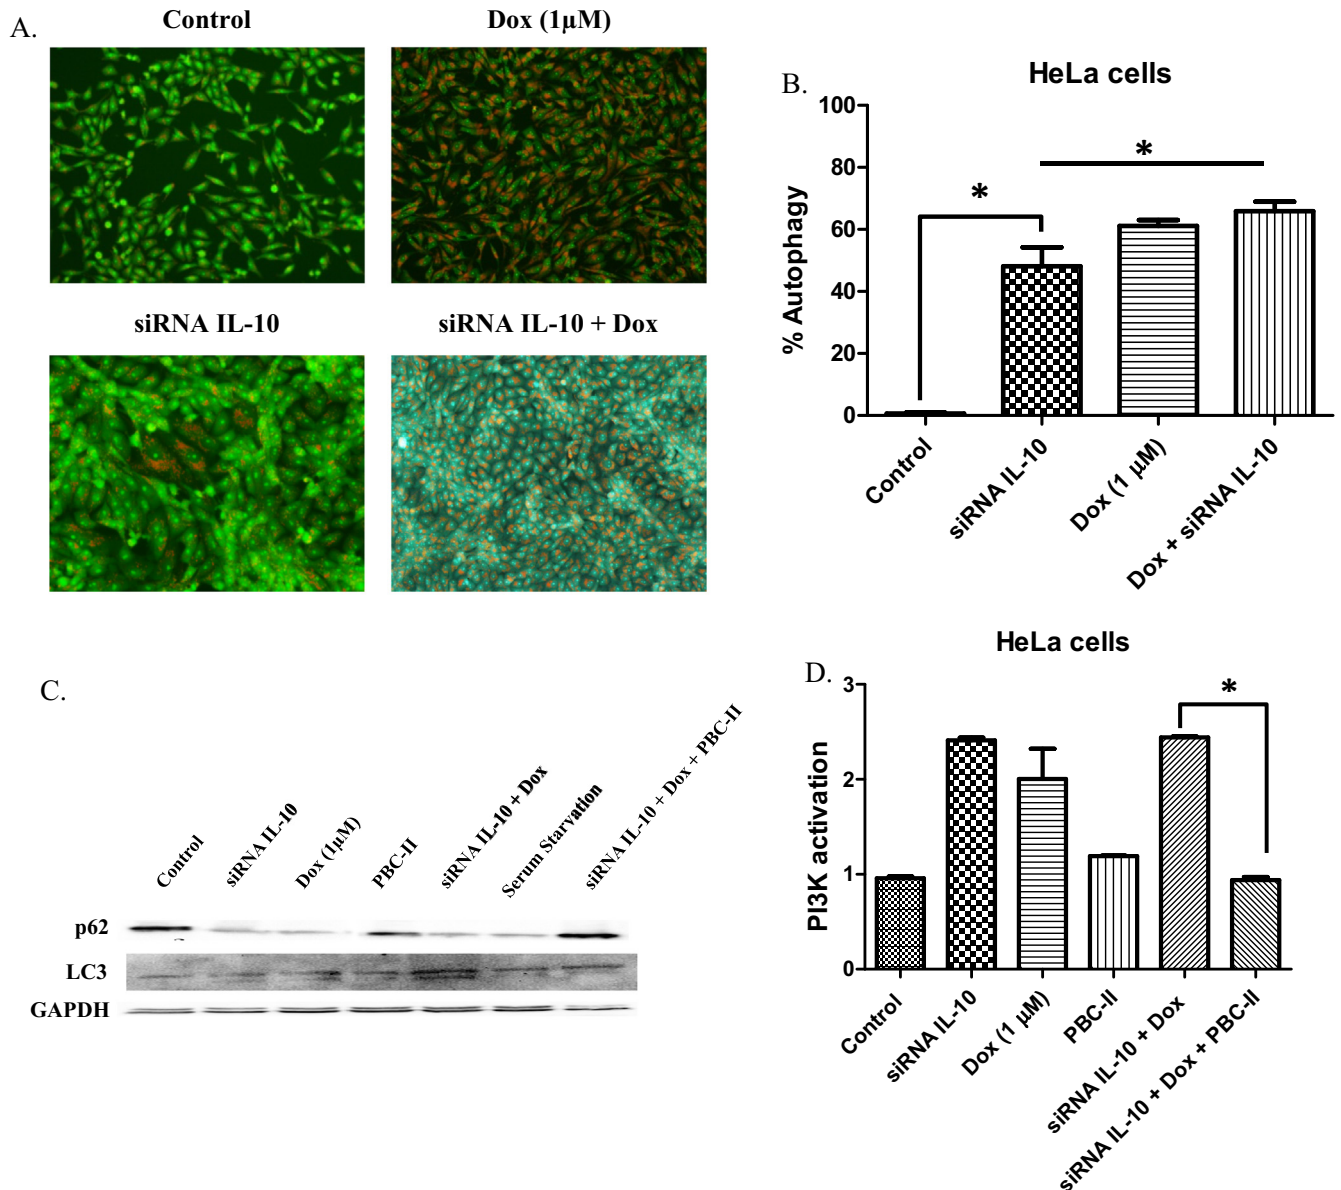 A.
Control
Dox (1µM)
siRNA IL-10
siRNA IL-10 + Dox
B.
HeLa cells
% Autophagy
100
80
60
40
20
0
*
*
Control
siRNA IL-10
Dox (1 µM)
Dox + siRNA IL-10
C.
Control
siRNA IL-10
Dox (1µM)
PBC-II
siRNA IL-10 + Dox
Serum Starvation
siRNA IL-10 + Dox + PBC-II
p62
LC3
GAPDH
D.
HeLa cells
PI3K activation
3
2
1
0
*
Control
siRNA IL-10
Dox (1 µM)
PBC-II
siRNA IL-10 + Dox
siRNA IL-10 + Dox + PBC-II